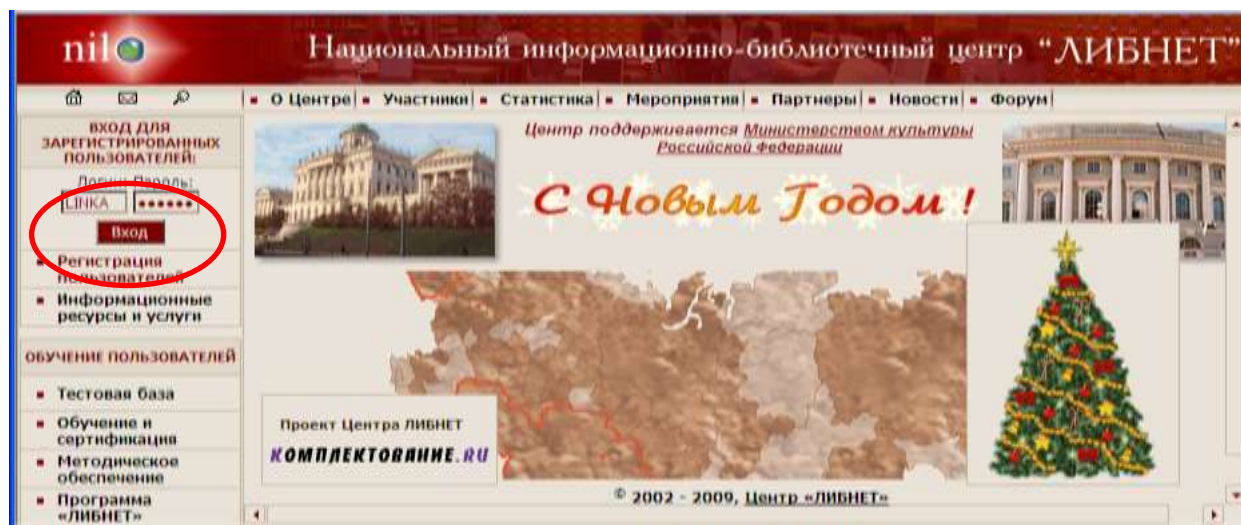 nilc
Национальный информационно-библиотечный центр “ЛИБНЕТ”
О Центре
Участники
Статистика
Мероприятия
Партнеры
Новости
Форум
ВХОД ДЛЯ
ЗАРЕГИСТРИРОВАННЫХ
ПОЛЬЗОВАТЕЛЕЙ:
Логин: Пароль:
LINKA ••••••
Вход
Регистрация
пользователей
Информационные
ресурсы и услуги
ОБУЧЕНИЕ ПОЛЬЗОВАТЕЛЕЙ
Тестовая база
Обучение и
сертификация
Методическое
обеспечение
Программа
«ЛИБНЕТ»
Центр поддерживается Министерством культуры
Российской Федерации
С Новым Годом !
Проект Центра ЛИБНЕТ
КОМПЛЕКТОВАНИЕ.RU
© 2002 - 2009, Центр «ЛИБНЕТ»